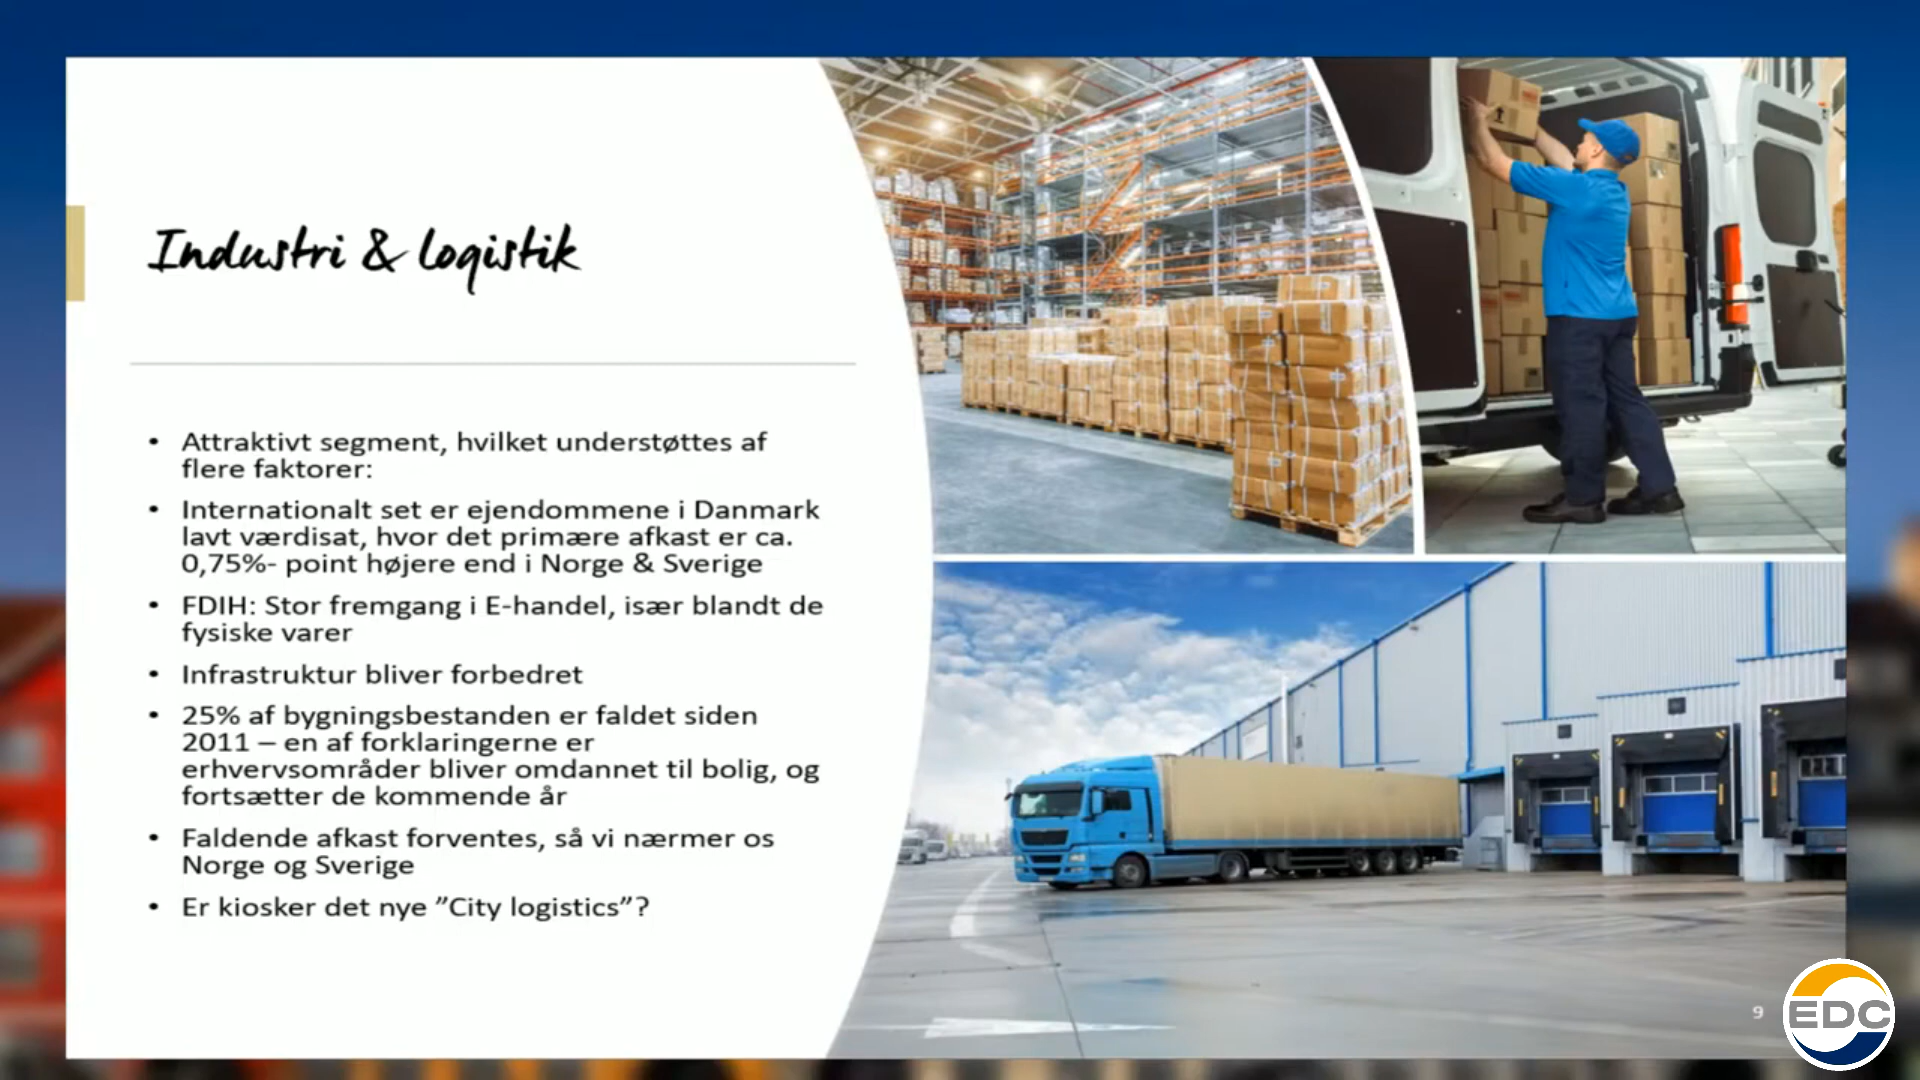 Industri & logistik
• Attraktivt segment, hvilket understøttes af
flere faktorer:
• Internationalt set er ejendommene i Danmark
lavt værdisat, hvor det primære afkast er ca.
0,75%- point højere end i Norge & Sverige
• FDIH: Stor fremgang i E-handel, især blandt de
fysiske varer
• Infrastruktur bliver forbedret
• 25% af bygningsbestanden er faldet siden
2011 – en af forklaringerne er
erhvervsområder bliver omdannet til bolig, og
fortsætter de kommende år
• Faldende afkast forventes, så vi nærmer os
Norge og Sverige
• Er kiosker det nye ”City logistics”?
9
EDC